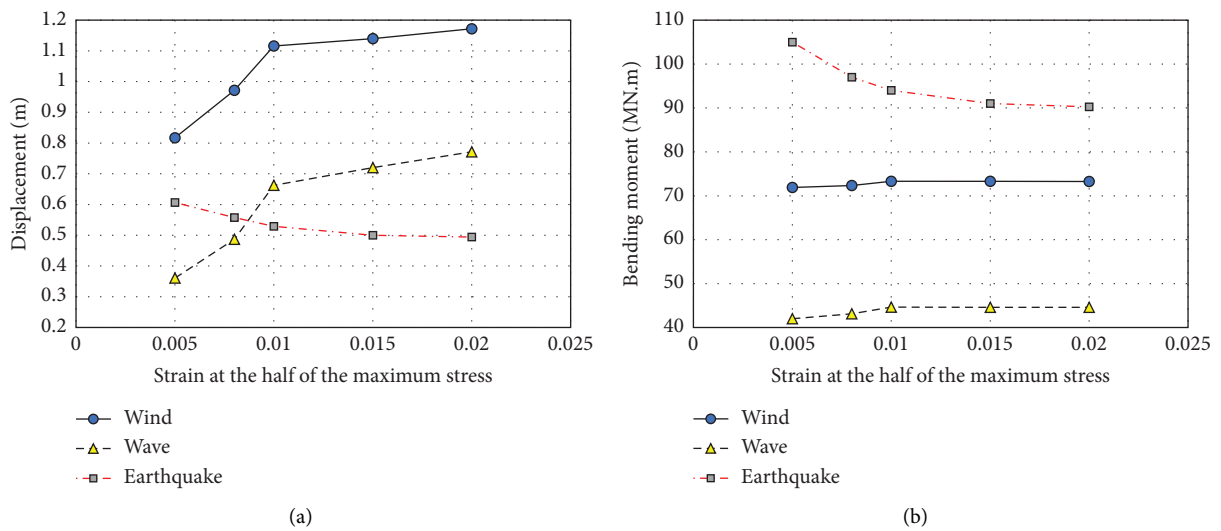 1.2
1.1
1
0.9
0.8
0.7
0.6
0.5
0.4
0.3
0.2
Displacement (m)
0 0.005 0.01 0.015 0.02 0.025
Strain at the half of the maximum stress
Wind
Wave
Earthquake
(a)
110
100
90
80
70
60
50
40
Bending moment (MN.m)
0 0.005 0.01 0.015 0.02 0.025
Strain at the half of the maximum stress
Wind
Wave
Earthquake
(b)